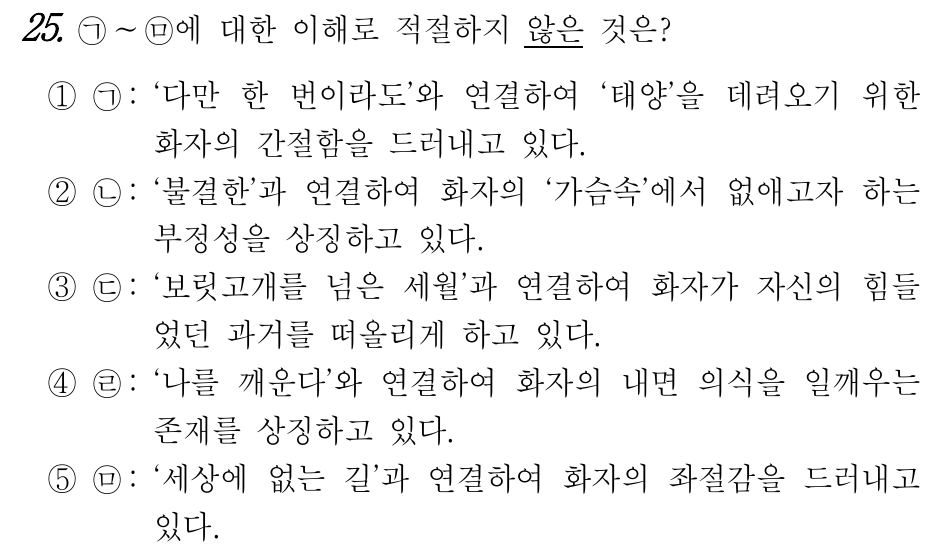 25. ㉠~㉤에 대한 이해로 적절하지 않은 것은?
① ㉠: ‘다만 한 번이라도’와 연결하여 ‘태양’을 데려오기 위한
화자의 간절함을 드러내고 있다.
② ㉡: ‘불결한’과 연결하여 화자의 ‘가슴속’에서 없애고자 하는
부정성을 상징하고 있다.
③ ㉢: ‘보릿고개를 넘은 세월’과 연결하여 화자가 자신의 힘들
었던 과거를 떠올리게 하고 있다.
④ ㉣: ‘나를 깨운다’와 연결하여 화자의 내면 의식을 일깨우는
존재를 상징하고 있다.
⑤ ㉤: ‘세상에 없는 길’과 연결하여 화자의 좌절감을 드러내고
있다.